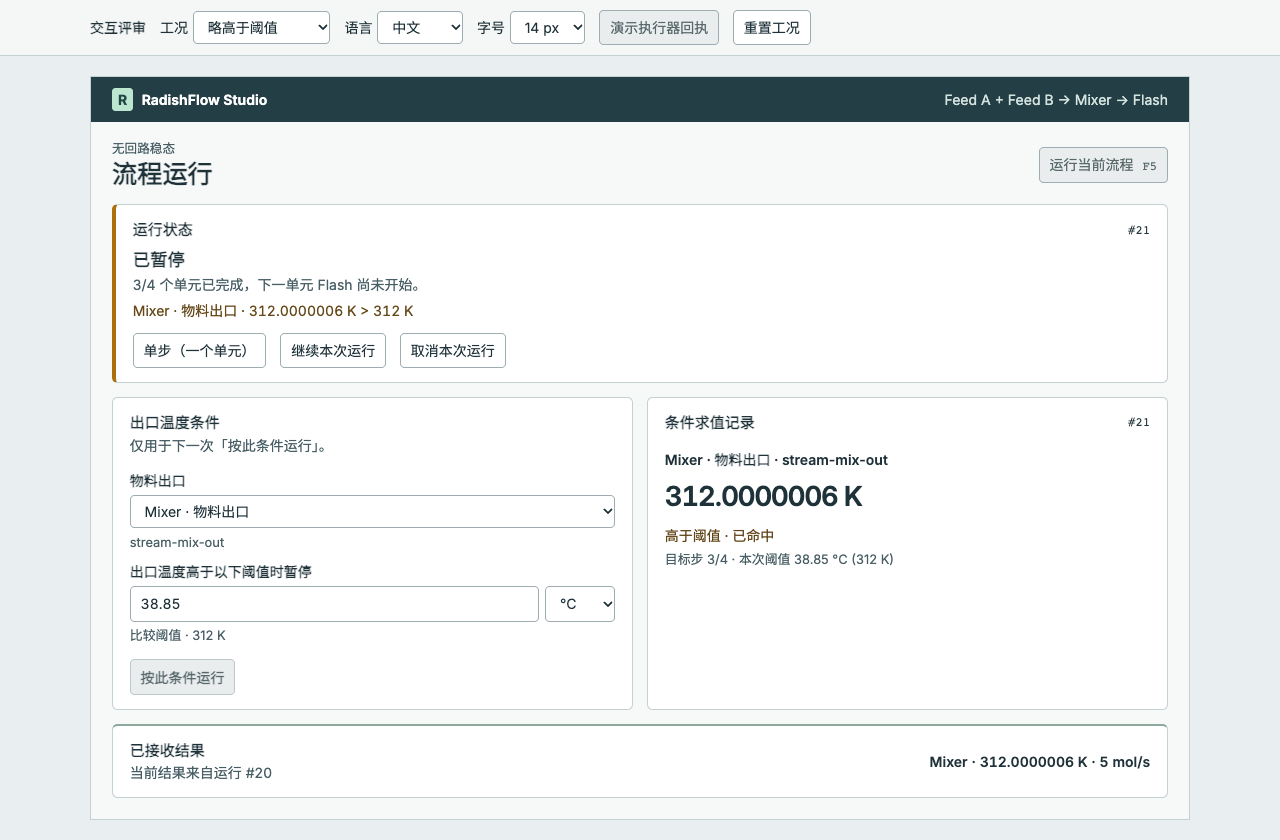 交互评审 工况 略高于阈值 语言 中文 字号 14 px 演示执行器回执 重置工况
R RadishFlow Studio Feed A + Feed B → Mixer → Flash
无回路稳态
流程运行
运行当前流程 F5
运行状态 #21
已暂停
3/4 个单元已完成，下一单元 Flash 尚未开始。
Mixer · 物料出口 · 312.0000006 K > 312 K
单步（一个单元） 继续本次运行 取消本次运行
出口温度条件
仅用于下一次「按此条件运行」。
物料出口
Mixer · 物料出口
stream-mix-out
出口温度高于以下阈值时暂停
38.85 °C
比较阈值 · 312 K
按此条件运行
条件求值记录 #21
Mixer · 物料出口 · stream-mix-out
312.0000006 K
高于阈值 · 已命中
目标步 3/4 · 本次阈值 38.85 °C (312 K)
已接收结果
当前结果来自运行 #20
Mixer · 312.0000006 K · 5 mol/s